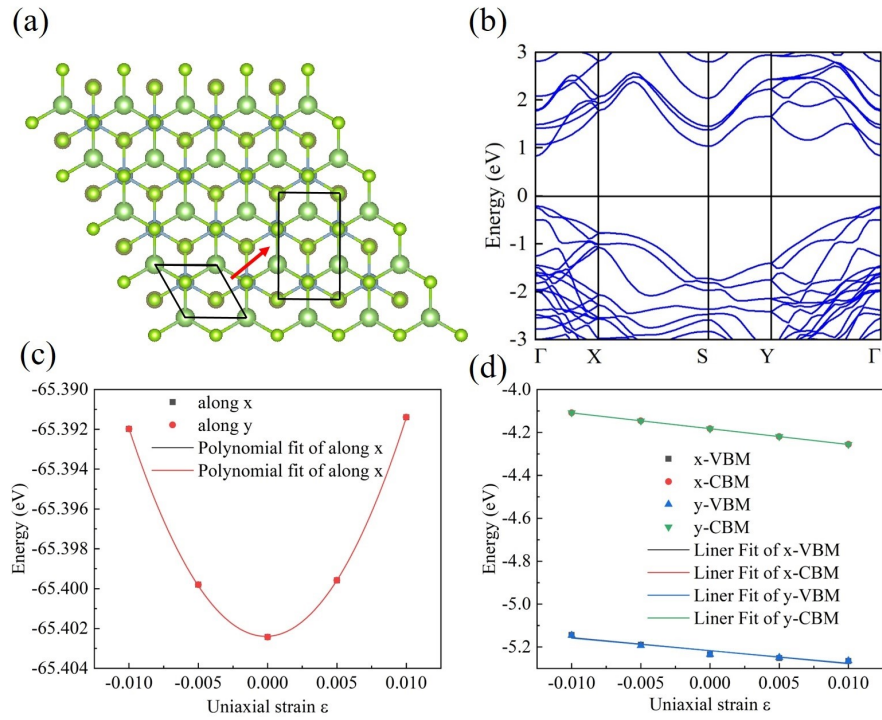 (a)
(b)
Energy (eV)
3
2
1
0
-1
-2
-3
Γ X S Y Γ
(c)
Energy (eV)
-65.390
-65.392
-65.394
-65.396
-65.398
-65.400
-65.402
-65.404
along x
along y
Polynomial fit of along x
Polynomial fit of along x
-0.010 -0.005 0.000 0.005 0.010
Uniaxial strain ε
(d)
Energy (eV)
-4.0
-4.2
-4.4
-4.6
-4.8
-5.0
-5.2
x-VBM
x-CBM
y-VBM
y-CBM
Liner Fit of x-VBM
Liner Fit of x-CBM
Liner Fit of y-VBM
Liner Fit of y-CBM
-0.010 -0.005 0.000 0.005 0.010
Uniaxial strain ε